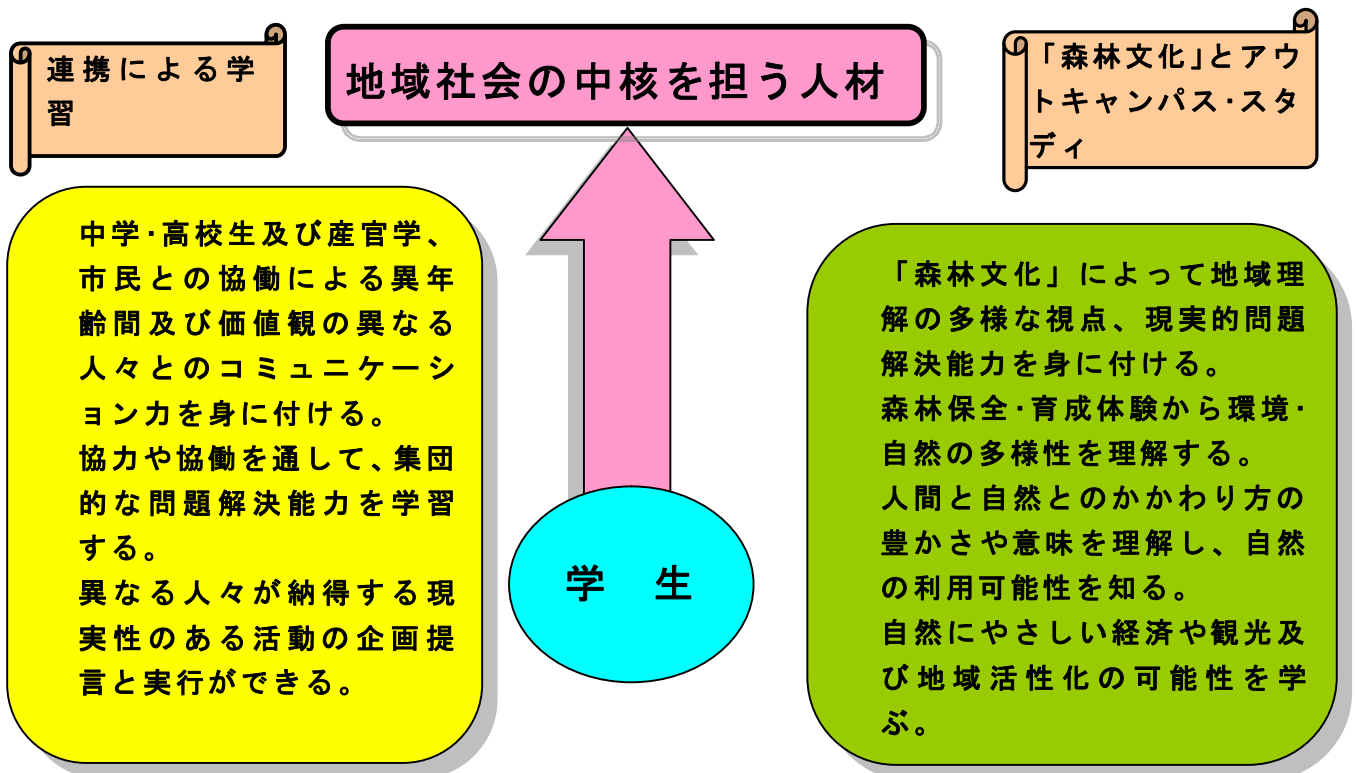 連携による学
習
地域社会の中核を担う人材
「森林文化」とアウ
トキャンパス・スタ
ディ
中学・高校生及び産官学、
市民との協働による異年
齢間及び価値観の異なる
人々とのコミュニケーシ
ョン力を身に付ける。
協力や協働を通して、集団
的な問題解決能力を学習
する。
異なる人々が納得する現
実性のある活動の企画提
言と実行ができる。
学　生
「森林文化」によって地域理
解の多様な視点、現実的問題
解決能力を身に付ける。
森林保全・育成体験から環境・
自然の多様性を理解する。
人間と自然とのかかわり方の
豊かさや意味を理解し、自然
の利用可能性を知る。
自然にやさしい経済や観光及
び地域活性化の可能性を学
ぶ。